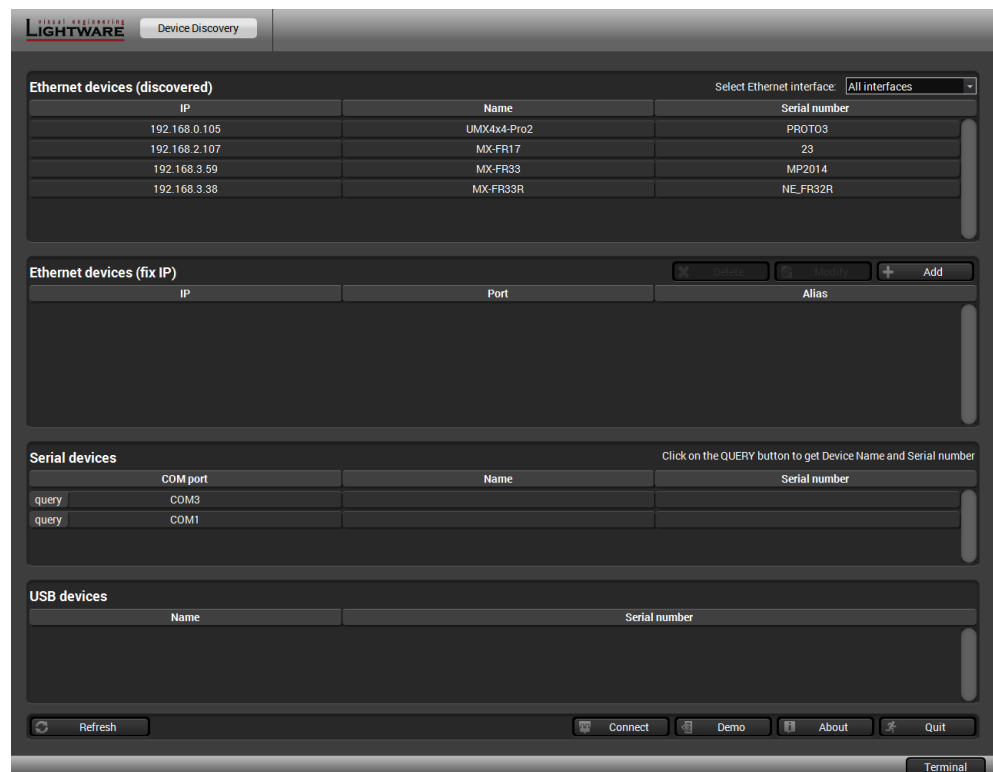 visual engineering
LIGHTWARE Device Discovery
Ethernet devices (discovered) Select Ethernet interface: All interfaces
IP Name Serial number
192.168.0.105 UMX4x4-Pro2 PROTO3
192.168.2.107 MX-FR17 23
192.168.3.59 MX-FR33 MP2014
192.168.3.38 MX-FR33R NE_FR32R
Ethernet devices (fix IP) Delete Modify Add
IP Port Alias
Serial devices Click on the QUERY button to get Device Name and Serial number
COM port Name Serial number
query COM3
query COM1
USB devices
Name Serial number
Refresh Connect Demo About Quit
Terminal